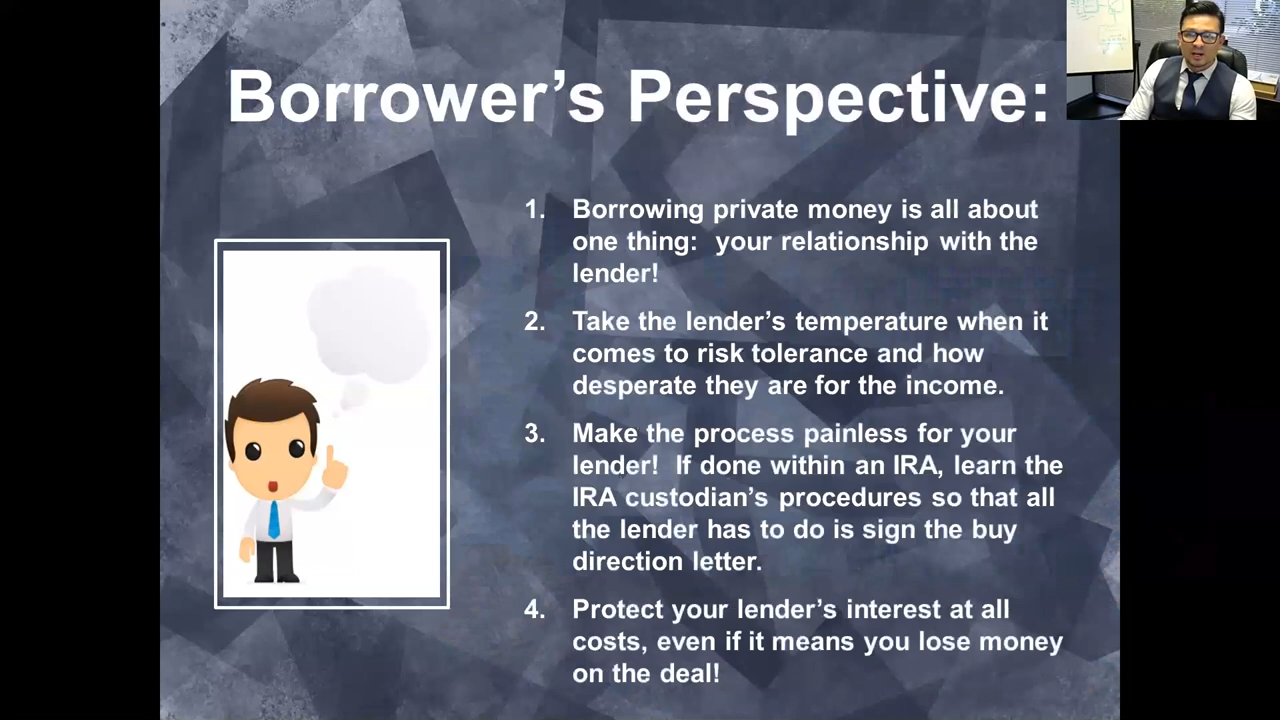 Borrower’s Perspective:
1. Borrowing private money is all about
one thing:  your relationship with the
lender!
2. Take the lender’s temperature when it
comes to risk tolerance and how
desperate they are for the income.
3. Make the process painless for your
lender!  If done within an IRA, learn the
IRA custodian’s procedures so that all
the lender has to do is sign the buy
direction letter.
4. Protect your lender’s interest at all
costs, even if it means you lose money
on the deal!